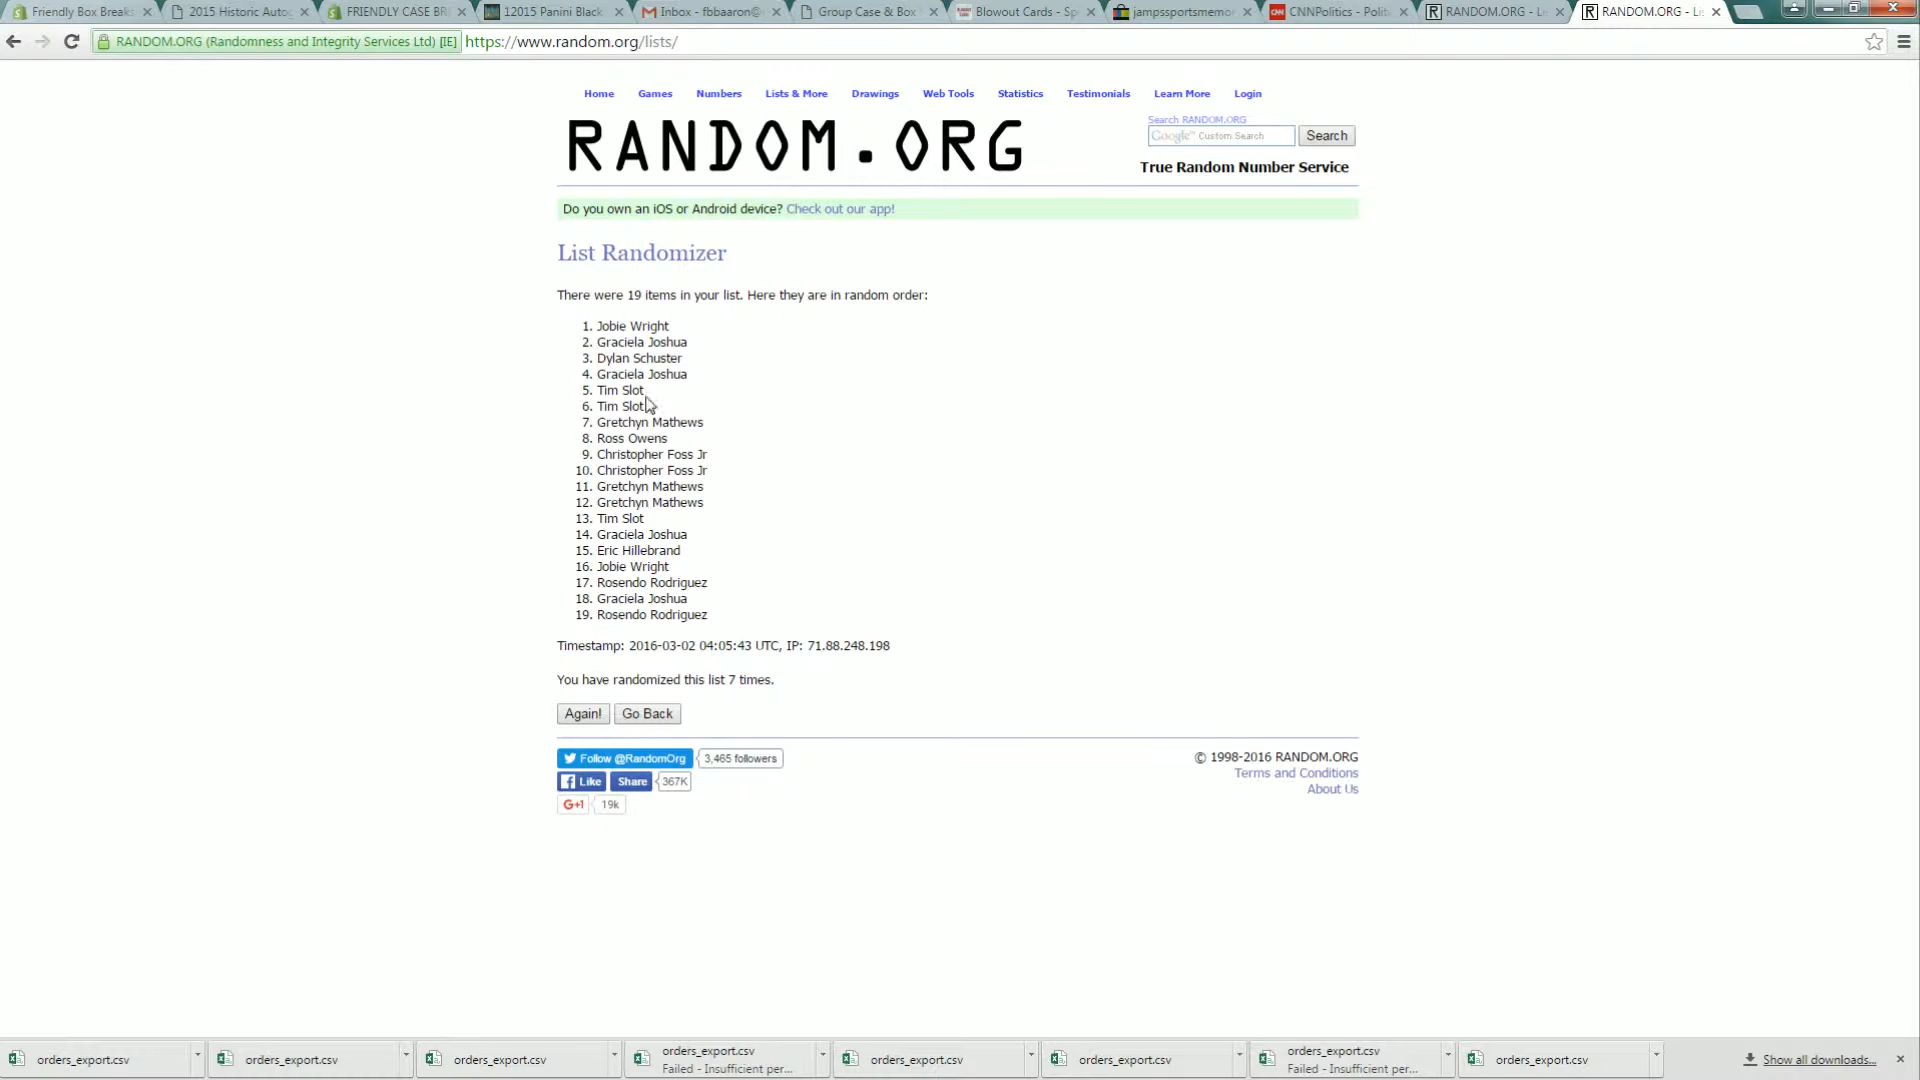 Friendly Box Breaks
2015 Historic Autog
FRIENDLY CASE BRE
12015 Panini Black
Inbox - fbbaaron@
Group Case & Box
Blowout Cards - Sp
jampssportsmemor
CNNPolitics - Polit
RANDOM.ORG - Li
RANDOM.ORG - Li
RANDOM.ORG (Randomness and Integrity Services Ltd) [IE] https://www.random.org/lists/
Home Games Numbers Lists & More Drawings Web Tools Statistics Testimonials Learn More Login
RANDOM.ORG
Search RANDOM.ORG
Google™ Custom Search Search
True Random Number Service
Do you own an iOS or Android device? Check out our app!
List Randomizer
There were 19 items in your list. Here they are in random order:
1. Jobie Wright
2. Graciela Joshua
3. Dylan Schuster
4. Graciela Joshua
5. Tim Slot
6. Tim Slot
7. Gretchyn Mathews
8. Ross Owens
9. Christopher Foss Jr
10. Christopher Foss Jr
11. Gretchyn Mathews
12. Gretchyn Mathews
13. Tim Slot
14. Graciela Joshua
15. Eric Hillebrand
16. Jobie Wright
17. Rosendo Rodriguez
18. Graciela Joshua
19. Rosendo Rodriguez
Timestamp: 2016-03-02 04:05:43 UTC, IP: 71.88.248.198
You have randomized this list 7 times.
Again! Go Back
Follow @RandomOrg 3,465 followers
Like Share 367K
G+1 19k
© 1998-2016 RANDOM.ORG
Terms and Conditions
About Us
orders_export.csv
orders_export.csv
orders_export.csv
orders_export.csv
Failed - Insufficient per...
orders_export.csv
orders_export.csv
orders_export.csv
Failed - Insufficient per...
orders_export.csv
Show all downloads...